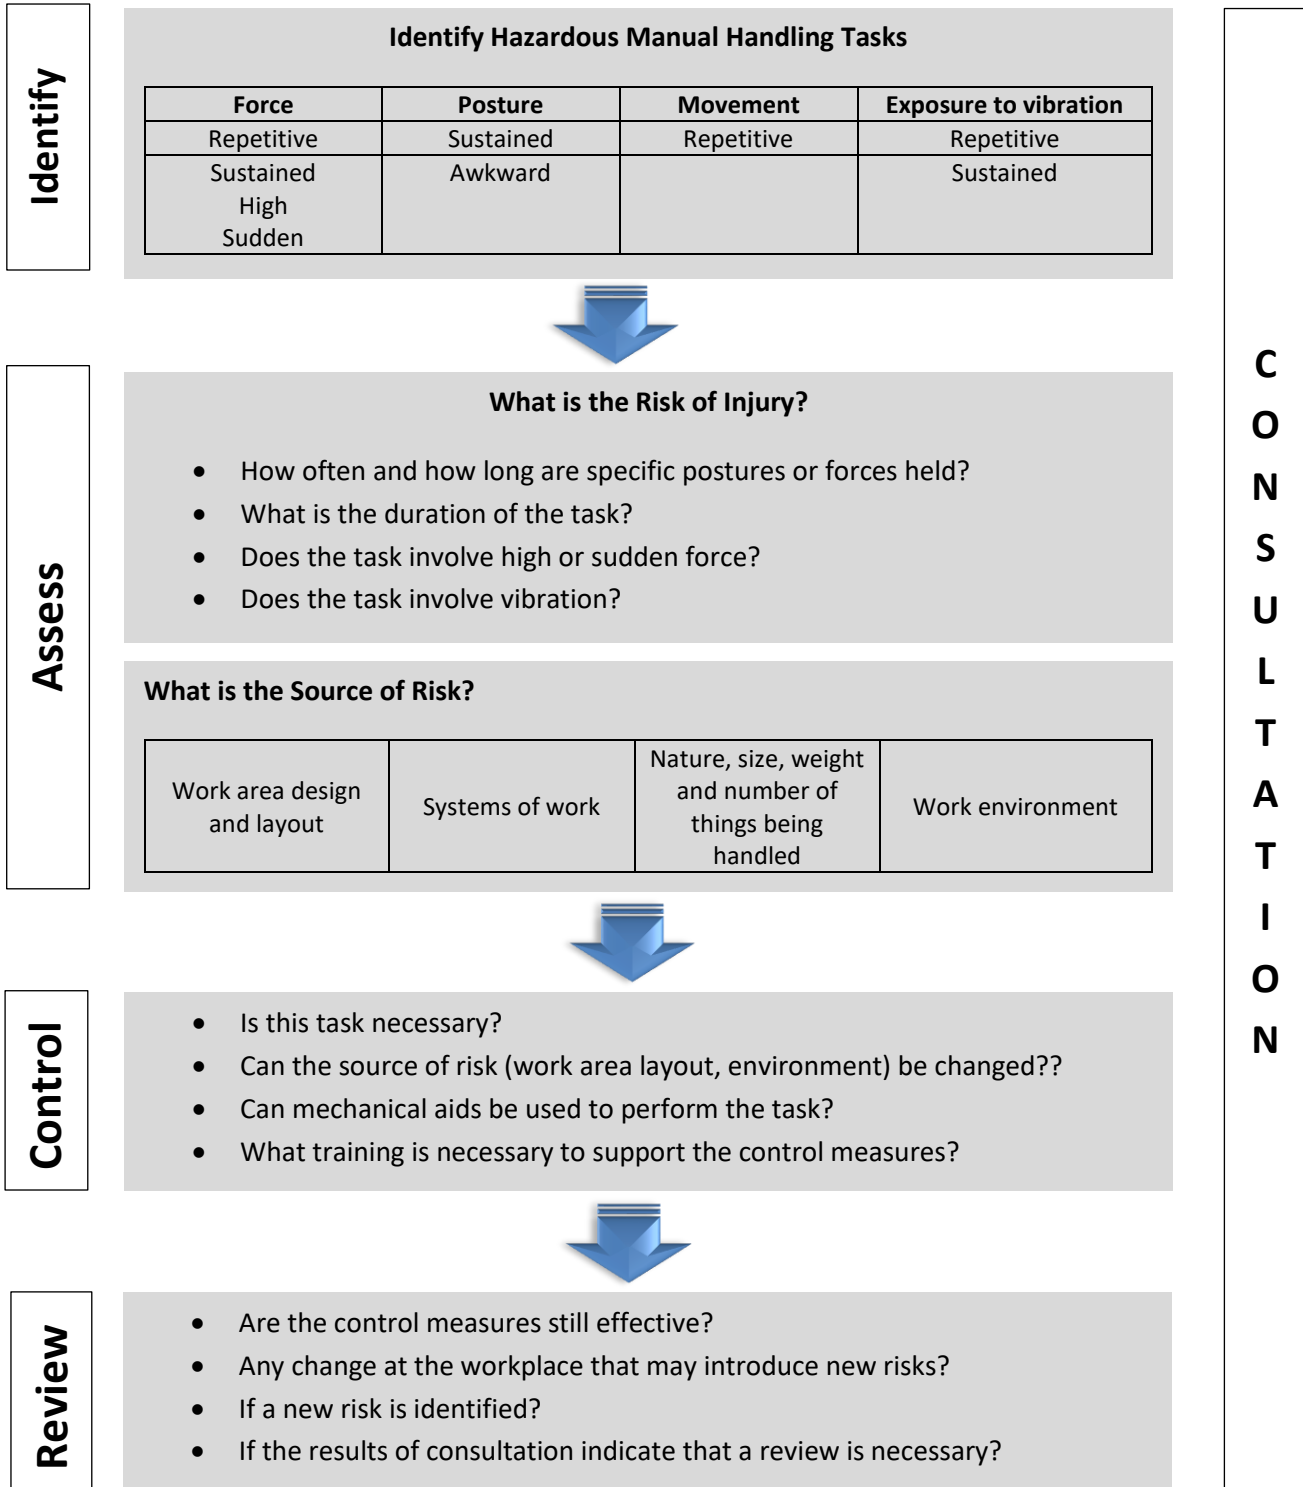 Identify
Identify Hazardous Manual Handling Tasks
Force Posture Movement Exposure to vibration
Repetitive Sustained Repetitive Repetitive
Sustained Awkward Sustained
High
Sudden
Assess
What is the Risk of Injury?
• How often and how long are specific postures or forces held?
• What is the duration of the task?
• Does the task involve high or sudden force?
• Does the task involve vibration?
What is the Source of Risk?
Work area design
and layout
Systems of work
Nature, size, weight
and number of
things being
handled
Work environment
Control
• Is this task necessary?
• Can the source of risk (work area layout, environment) be changed??
• Can mechanical aids be used to perform the task?
• What training is necessary to support the control measures?
Review
• Are the control measures still effective?
• Any change at the workplace that may introduce new risks?
• If a new risk is identified?
• If the results of consultation indicate that a review is necessary?
C
O
N
S
U
L
T
A
T
I
O
N